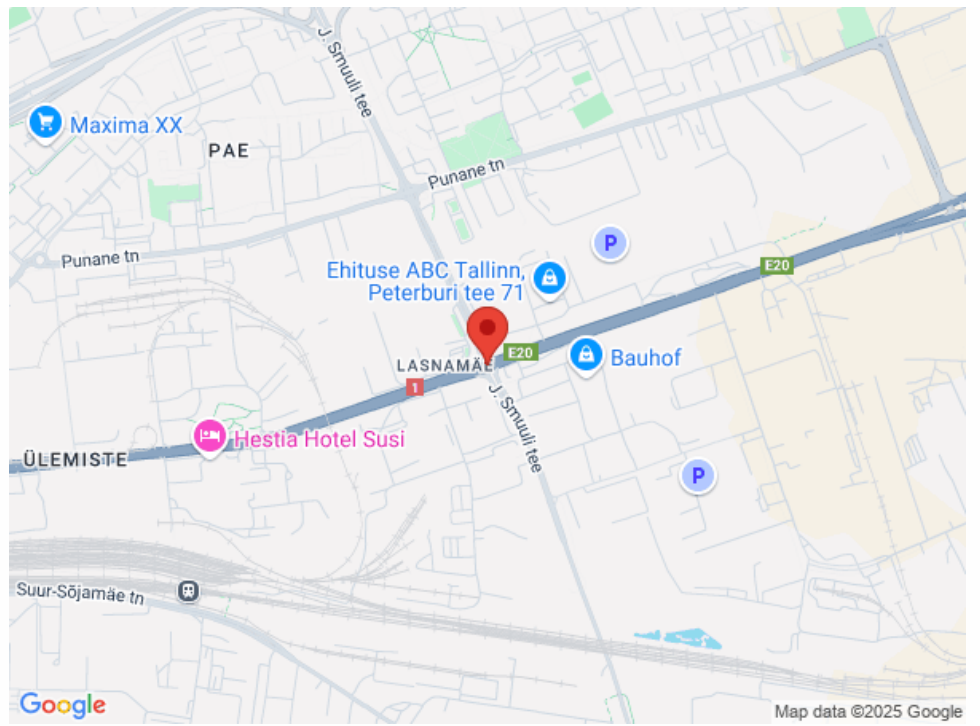 J. Smuuli tee
Maxima XX
PAE
Punane tn
Punane tn
Ehituse ABC Tallinn,
Peterburi tee 71
P
E20
E20
LASNAMÄE
Bauhof
1
J. Smuuli tee
Hestia Hotel Susi
ÜLEMISTE
P
Suur-Sõjamäe tn
Google
Map data ©2025 Google